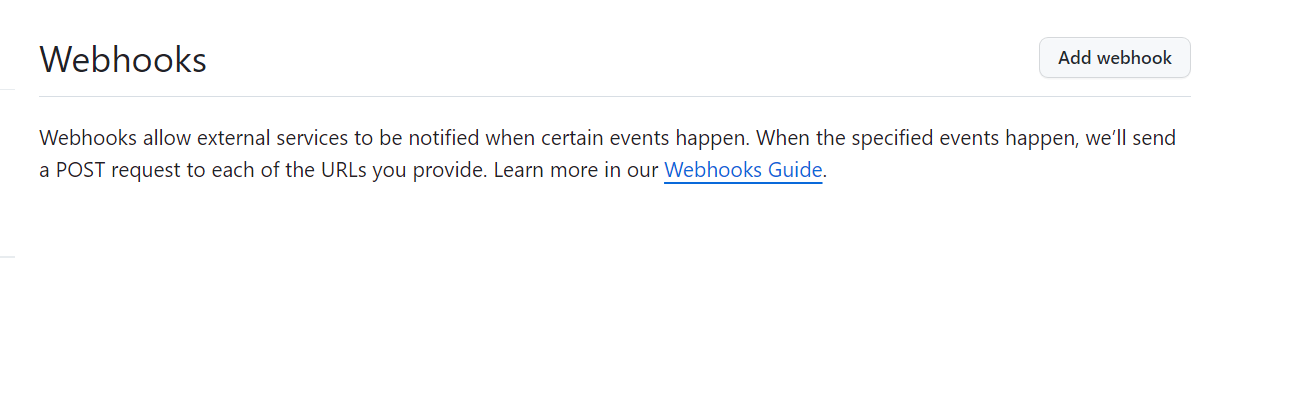 Webhooks
Add webhook
Webhooks allow external services to be notified when certain events happen. When the specified events happen, we’ll send
a POST request to each of the URLs you provide. Learn more in our Webhooks Guide.